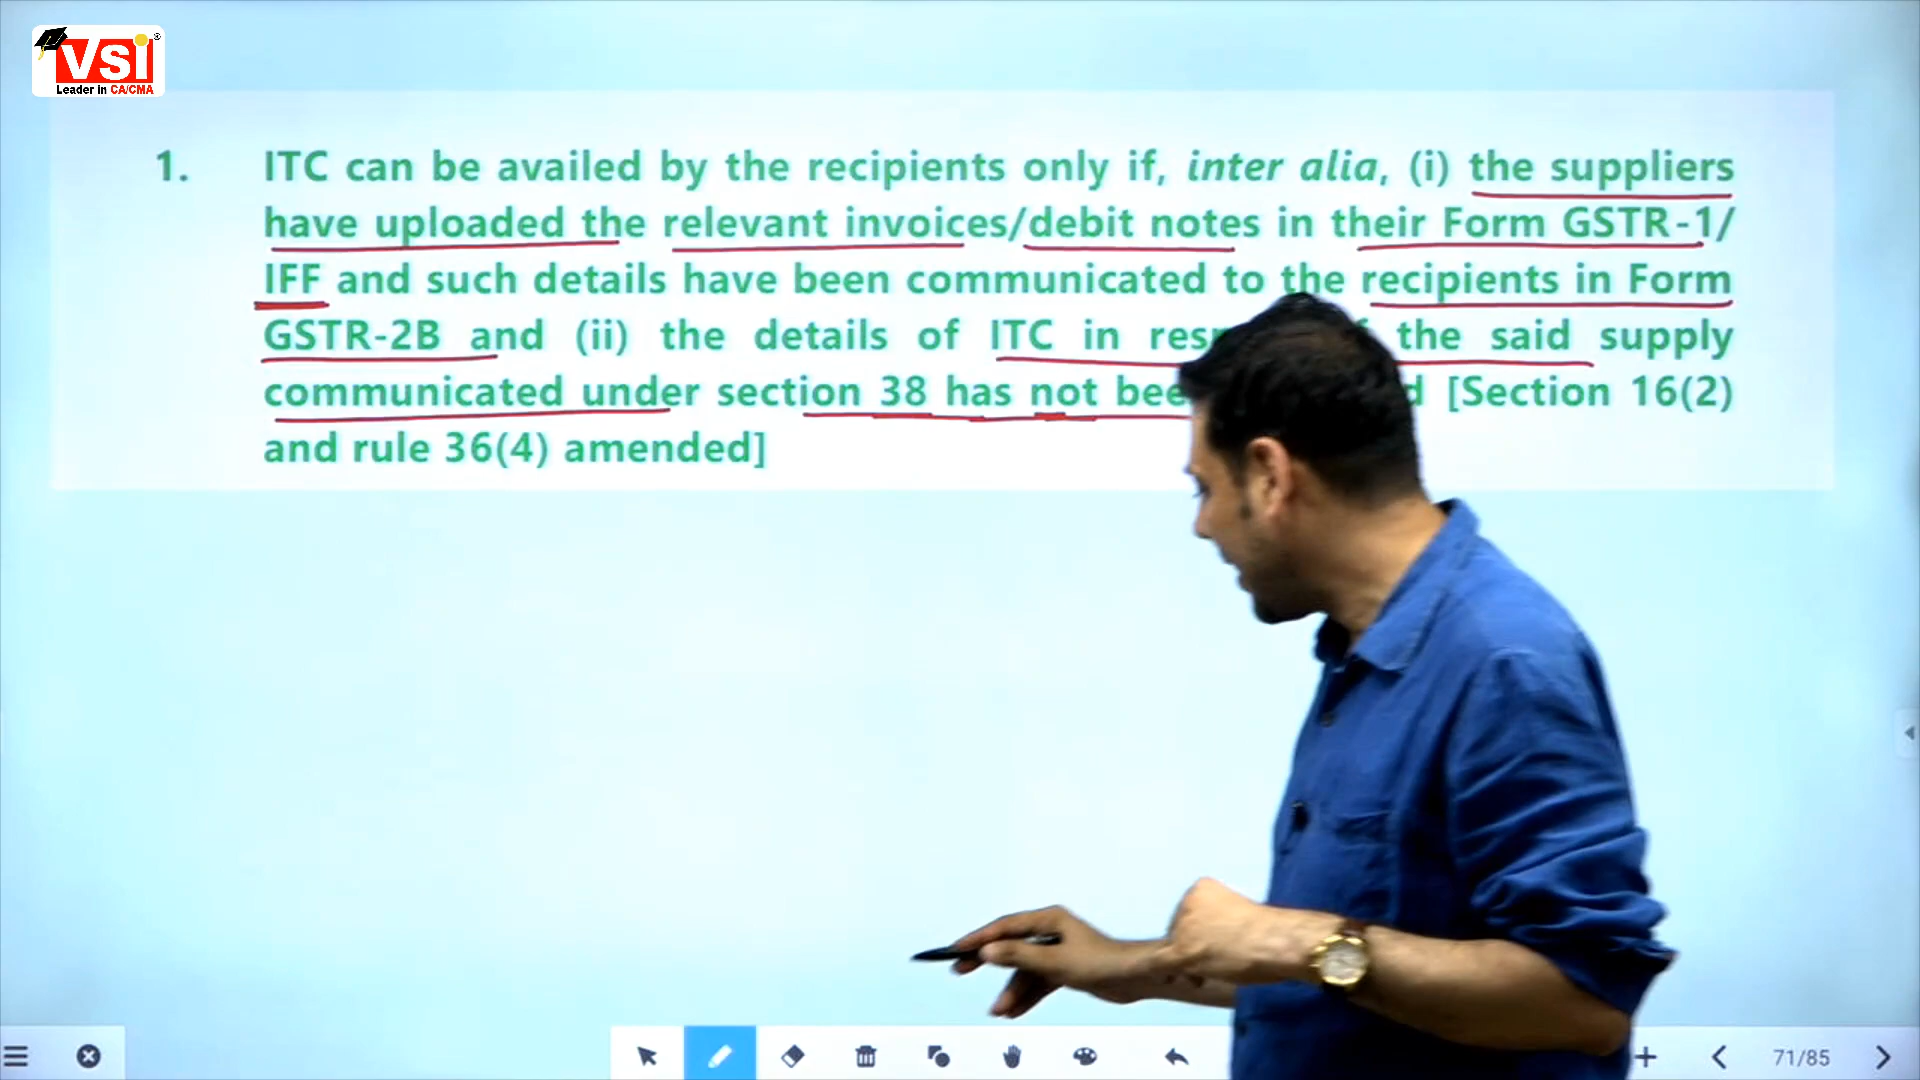 VSI
®
Leader in CA/CMA
1. ITC can be availed by the recipients only if, inter alia, (i) the suppliers
have uploaded the relevant invoices/debit notes in their Form GSTR-1/
IFF and such details have been communicated to the recipients in Form
GSTR-2B and (ii) the details of ITC in the said supply
communicated under section 38 has not [Section 16(2)
and rule 36(4) amended]
71/85